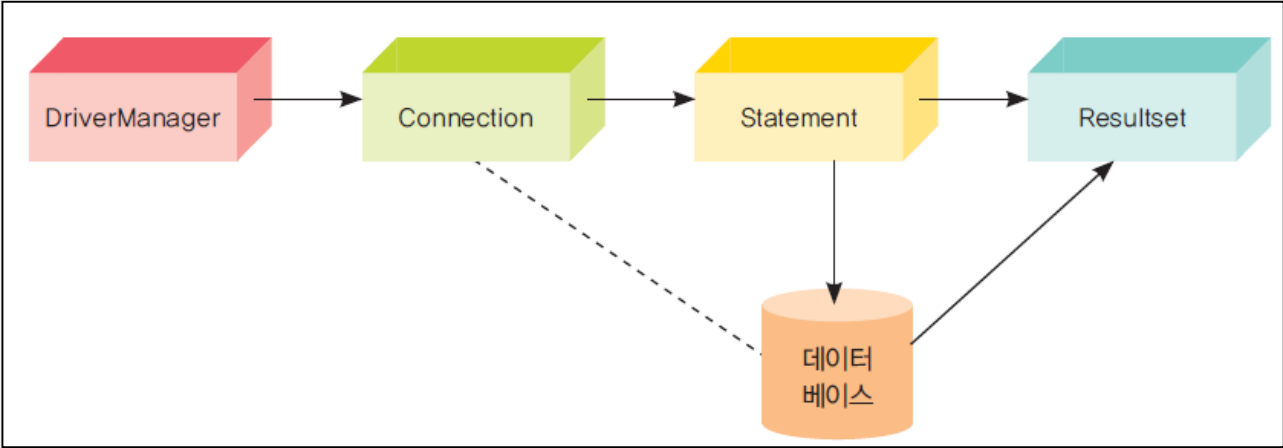 DriverManager
Connection
Statement
Resultset
데이터
베이스